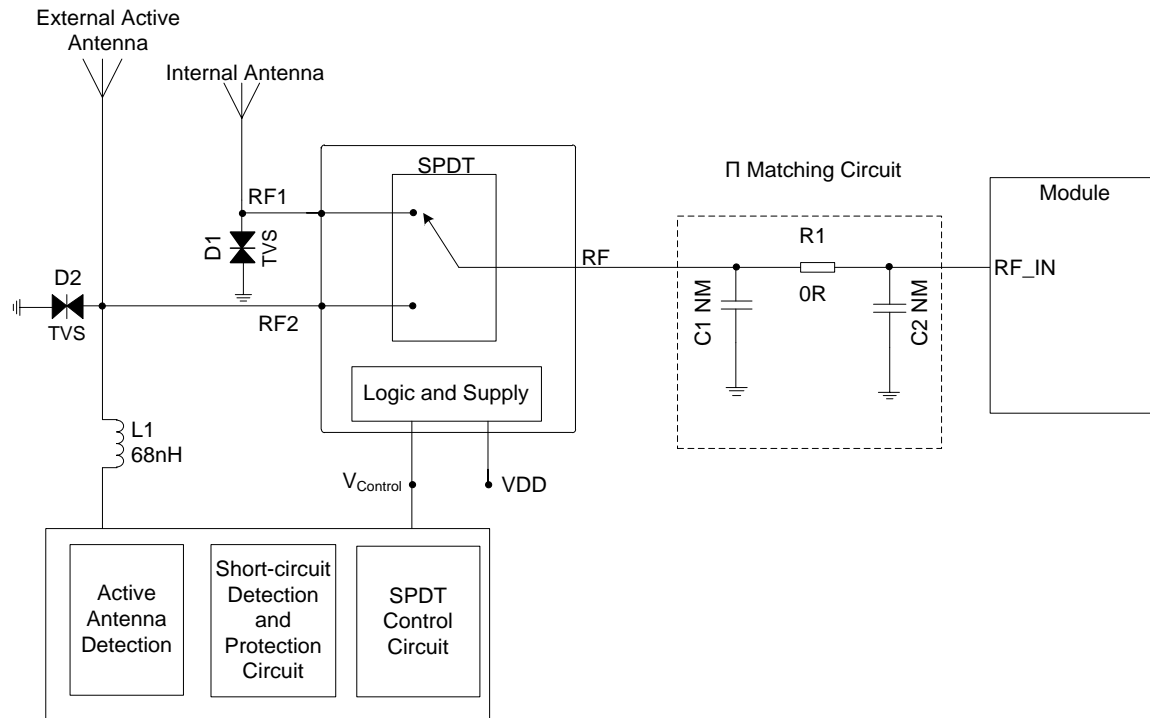 External Active
Antenna
Internal Antenna
SPDT
Π Matching Circuit
Module
RF1
D1
TVS
RF
R1
RF_IN
D2
TVS
RF2
0R
C1 NM
C2 NM
Logic and Supply
L1
68nH
VControl
VDD
Active
Antenna
Detection
Short-circuit
Detection
and
Protection
Circuit
SPDT
Control
Circuit